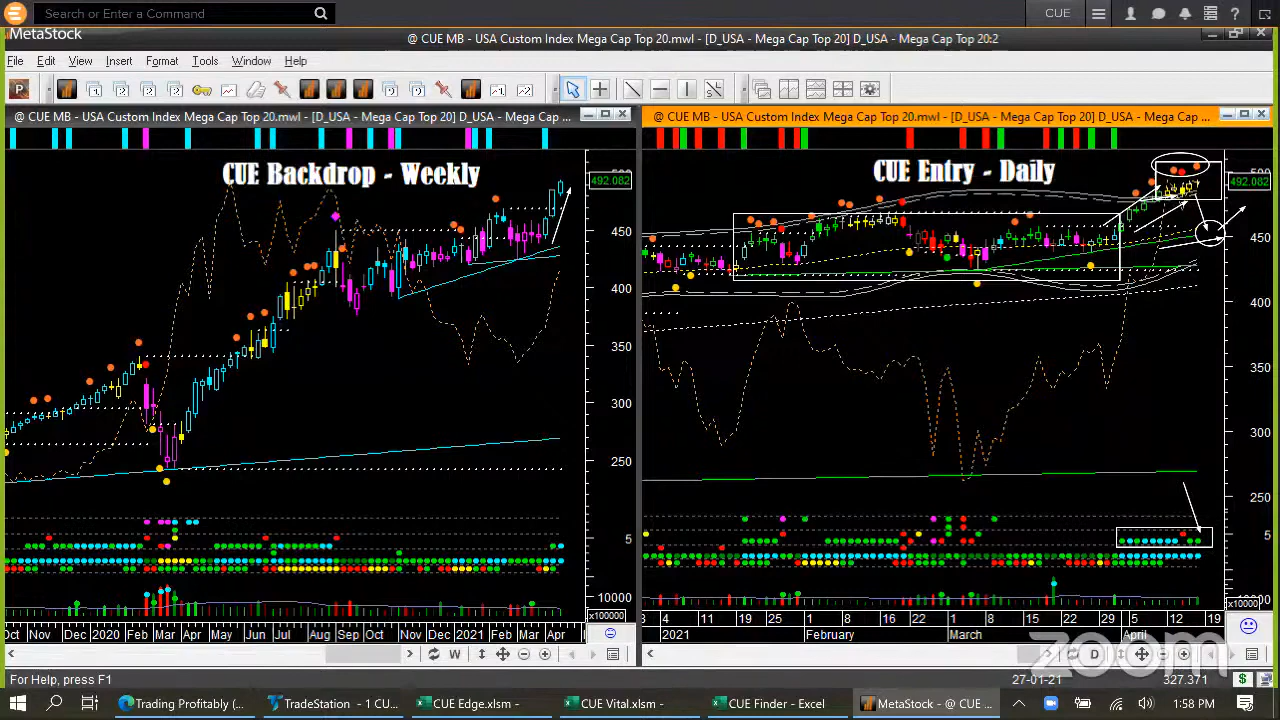 Search or Enter a Command
CUE
MetaStock
@ CUE MB - USA Custom Index Mega Cap Top 20.mwl - [D_USA - Mega Cap Top 20] D_USA - Mega Cap Top 20:2
File Edit View Insert Format Tools Window Help
P
@ CUE MB - USA Custom Index Mega Cap Top 20.mwl - [D_USA - Mega Cap Top 20] D_USA - Mega Cap ...
@ CUE MB - USA Custom Index Mega Cap Top 20.mwl - [D_USA - Mega Cap Top 20] D_USA - Mega Cap ...
CUE Backdrop - Weekly
492.082
450
400
350
300
250
5
10000
x100000
Oct Nov Dec 2020 Feb Mar Apr May Jun Jul Aug Sep Oct Nov Dec 2021 Feb Mar Apr
W
CUE Entry - Daily
492.082
450
400
350
300
250
5
x10000
4 11 19 25 1 8 16 22 1 8 15 22 29 5 12 19
2021 February March April
D
zoom
For Help, press F1
27-01-21
327.371
$
Trading Profitably (...
TradeStation - 1 CU...
CUE Edge.xlsm -
CUE Vital.xlsm -
CUE Finder - Excel
MetaStock - @ CUE ...
1:58 PM